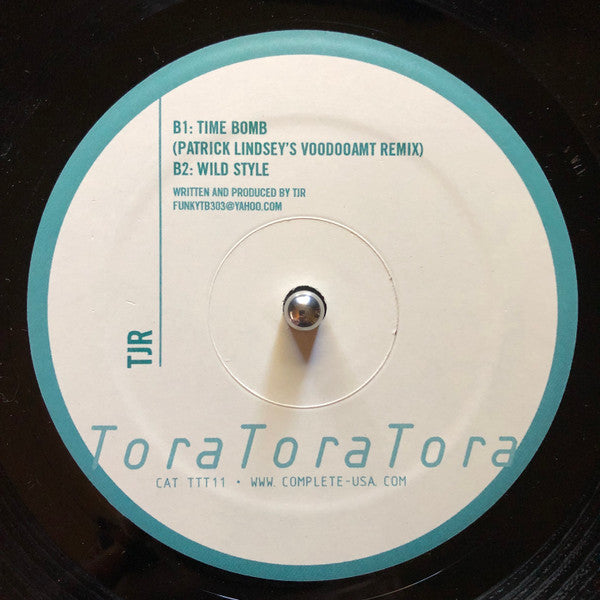 B1: TIME BOMB
(PATRICK LINDSEY'S VOODOOAMT REMIX)
B2: WILD STYLE
WRITTEN AND PRODUCED BY TJR
FUNKYTB303@YAHOO.COM
TJR
ToraToraTora
CAT TTT11 • WWW.COMPLETE-USA.COM